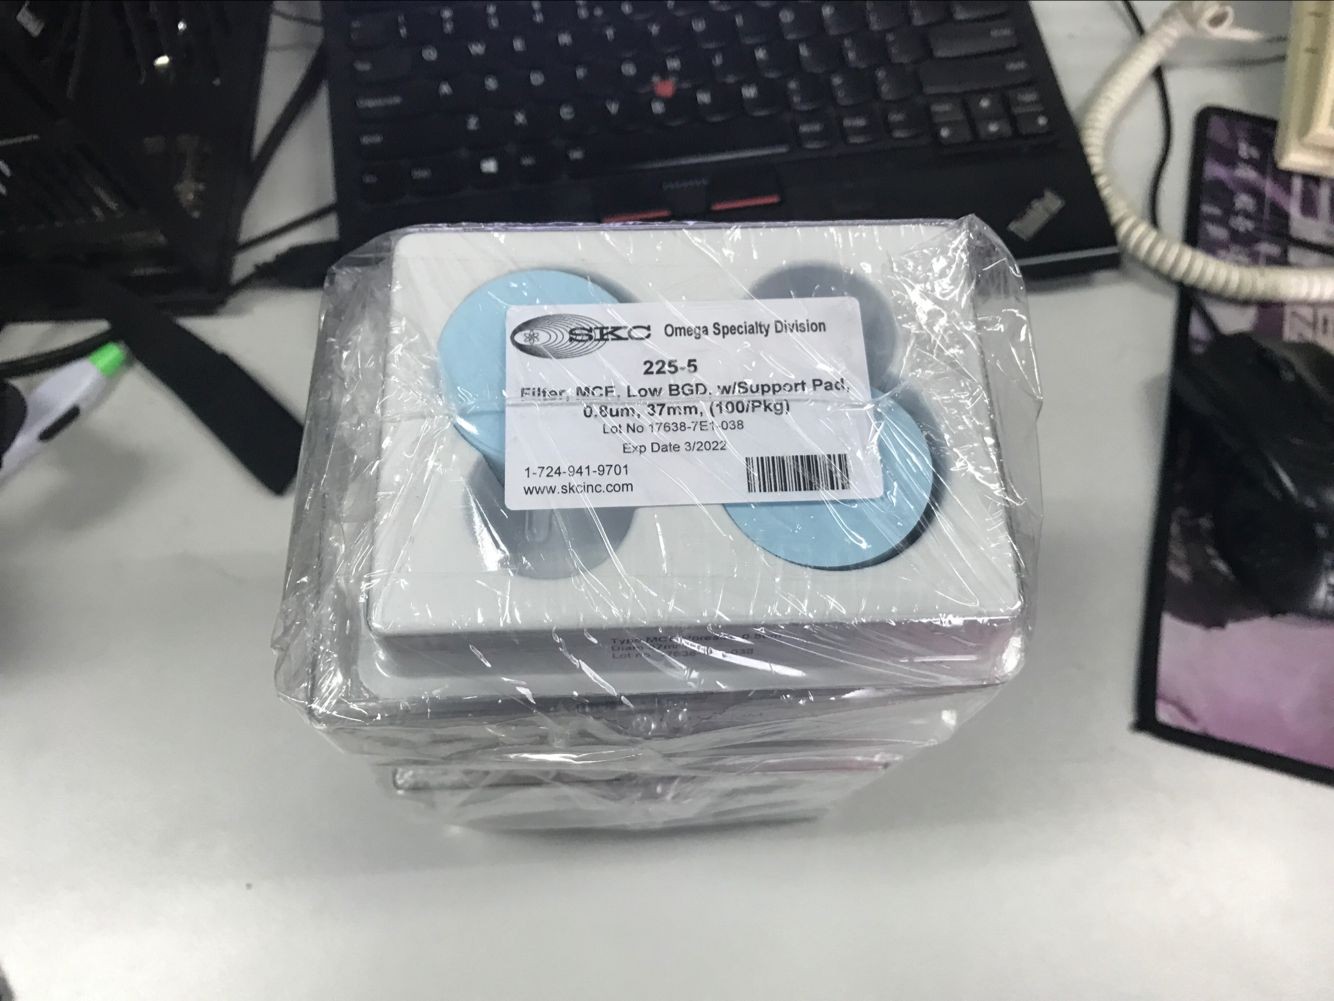 Q W E R T
A S D F G
Z X C V B N M
ThinkPad
SKC Omega Specialty Division
225-5
Filter, MCE, Low BGD, w/Support Pad,
0.8um, 37mm, (100/Pkg)
Lot No 17638-7E1-038
Exp Date 3/2022
1-724-941-9701
www.skcinc.com